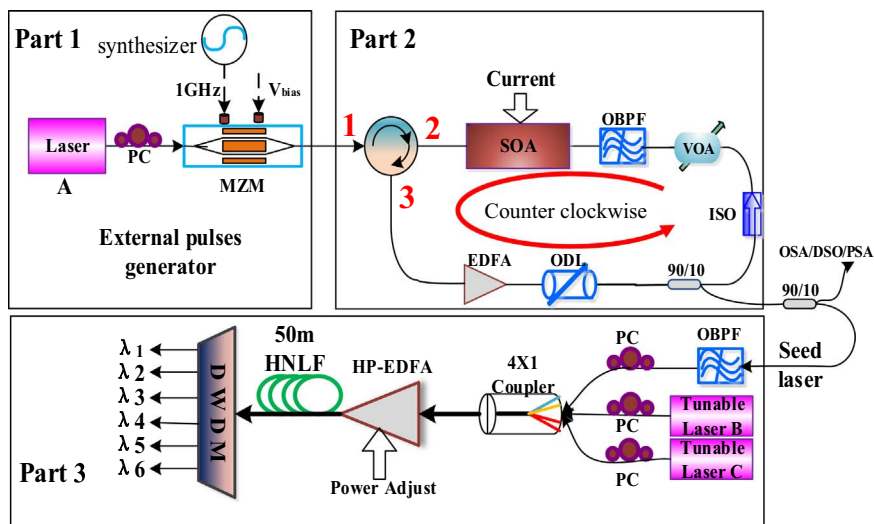 Part 1
synthesizer
1GHz
Vbias
Laser
A
PC
MZM
External pulses
generator
Part 2
Current
1
2
3
SOA
OBPF
VOA
Counter clockwise
ISO
EDFA
ODL
90/10
90/10
OSA/DSO/PSA
Part 3
λ 1
λ 2
λ 3
λ 4
λ 5
λ 6
DWDM
50m
HNLF
HP-EDFA
Power Adjust
4X1
Coupler
PC
PC
PC
OBPF
Seed
laser
Tunable
Laser B
Tunable
Laser C